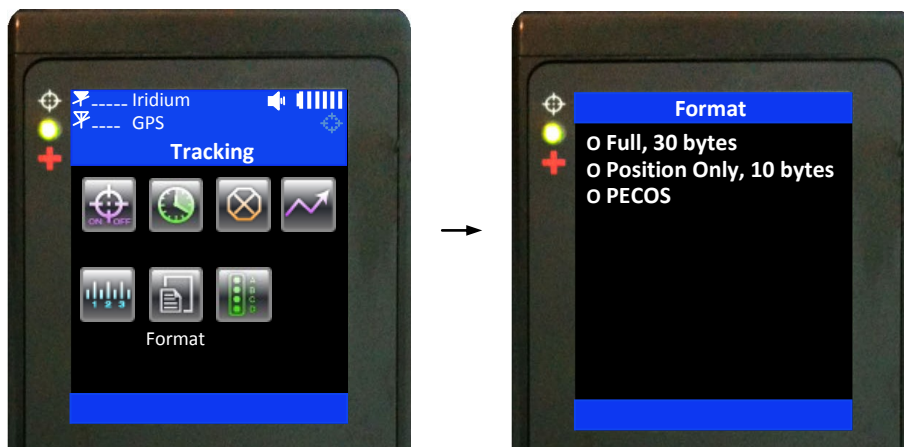 ----- Iridium
---- GPS
Tracking
ON OFF
A
B
C
D
1 2 3
Format
Format
O Full, 30 bytes
O Position Only, 10 bytes
O PECOS